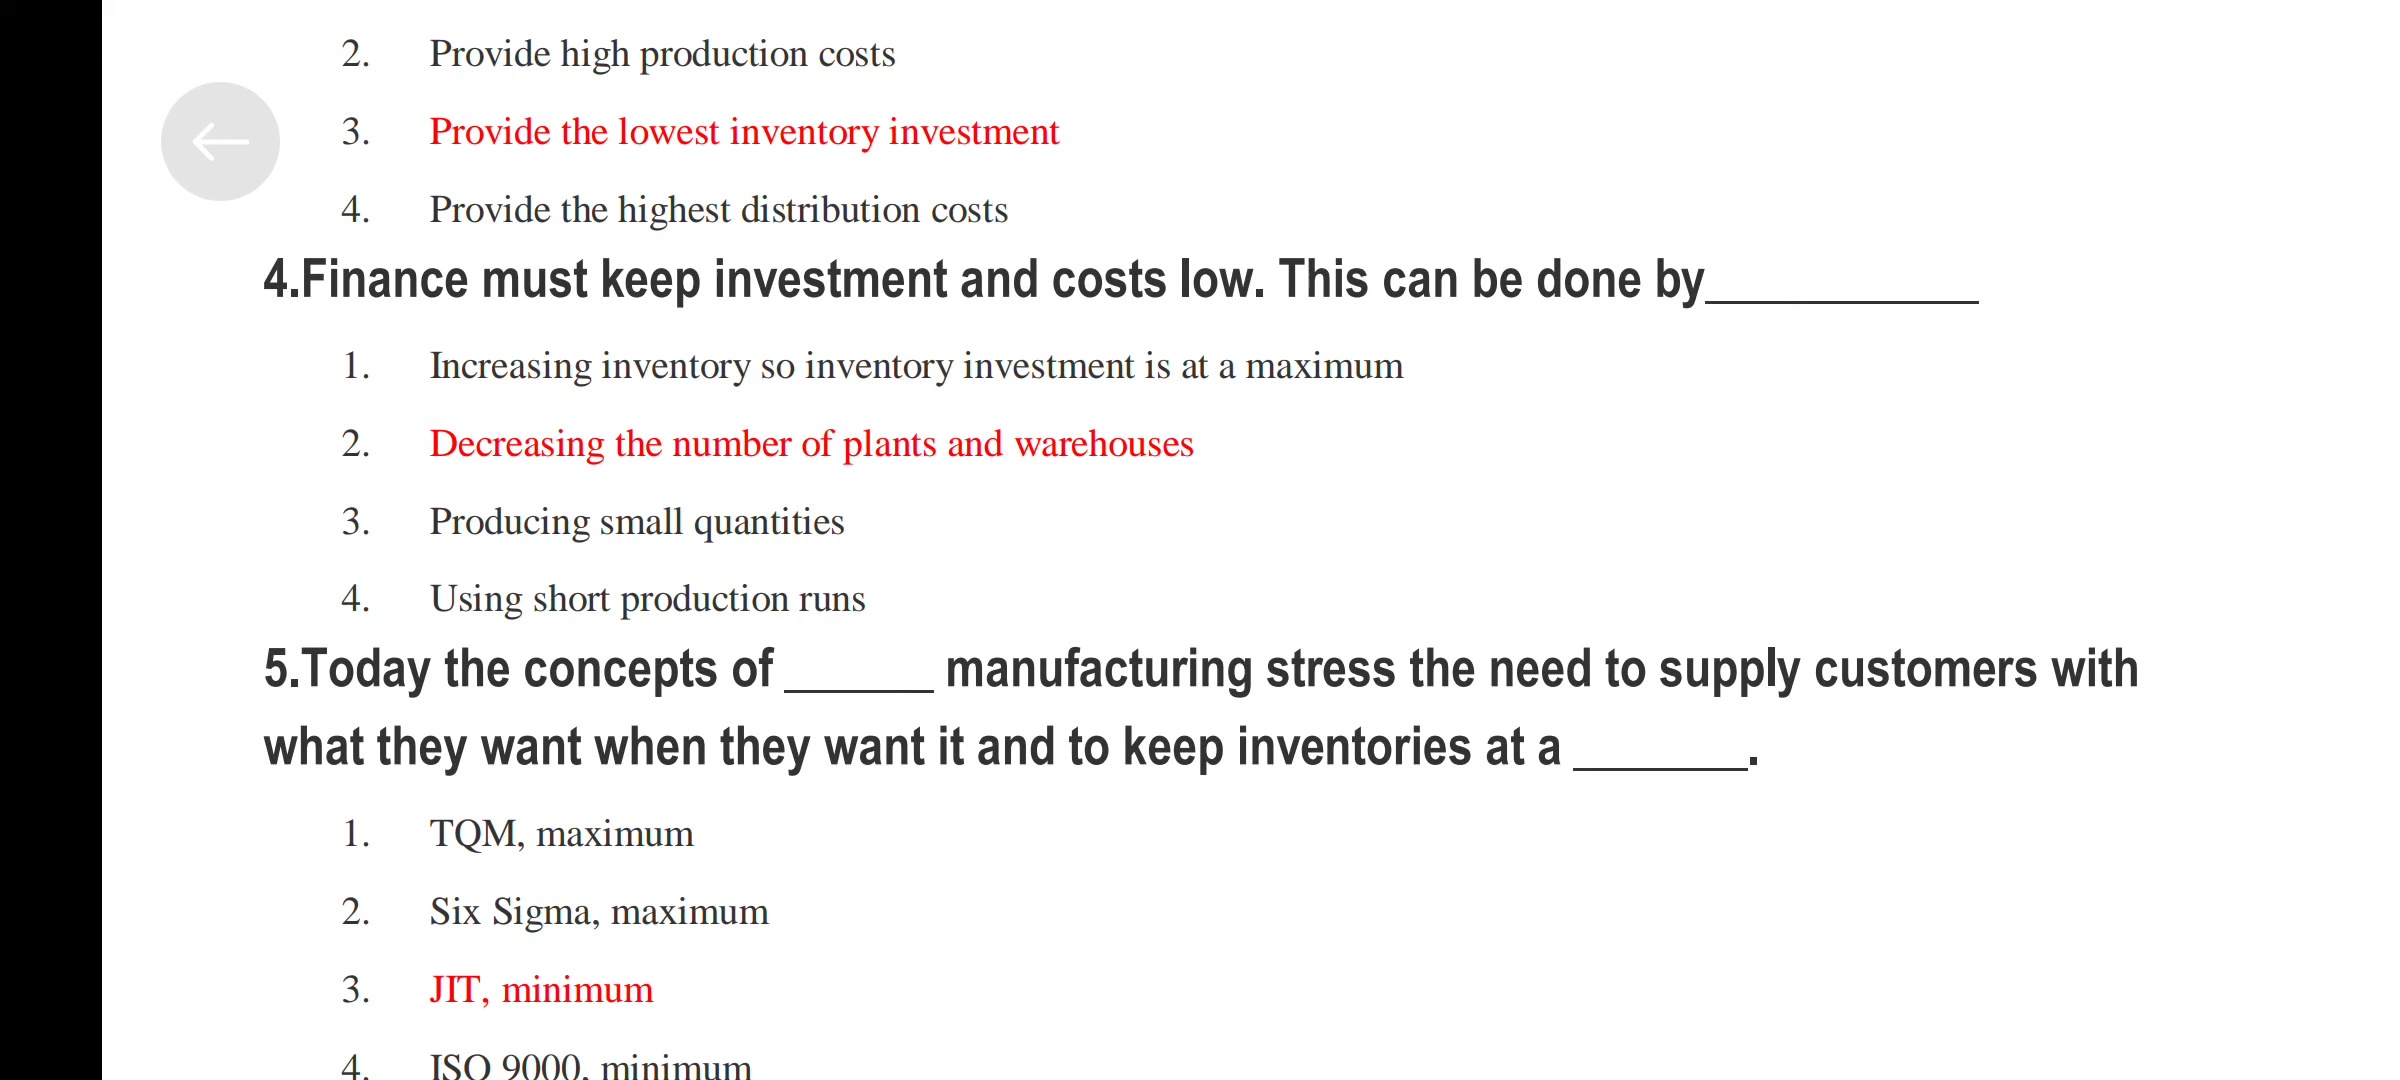 2. Provide high production costs
3. Provide the lowest inventory investment
4. Provide the highest distribution costs
4.Finance must keep investment and costs low. This can be done by___________
1. Increasing inventory so inventory investment is at a maximum
2. Decreasing the number of plants and warehouses
3. Producing small quantities
4. Using short production runs
5.Today the concepts of ______ manufacturing stress the need to supply customers with
what they want when they want it and to keep inventories at a _______.
1. TQM, maximum
2. Six Sigma, maximum
3. JIT, minimum
4. ISO 9000, minimum